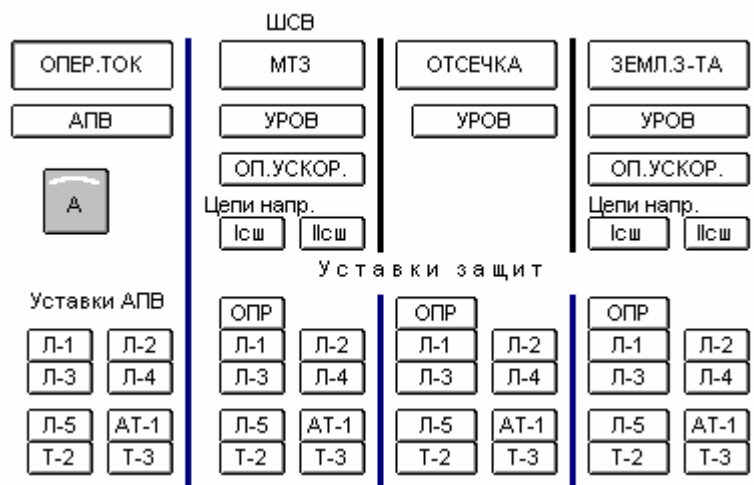 ШСВ
ОПЕР.ТОК МТЗ ОТСЕЧКА ЗЕМЛ.З-ТА
АПВ УРОВ УРОВ УРОВ
ОП.УСКОР. ОП.УСКОР.
А Цепи напр. Цепи напр.
Iсш IIсш Iсш IIсш
Уставки защит
Уставки АПВ ОПР ОПР ОПР
Л-1 Л-2 Л-1 Л-2 Л-1 Л-2 Л-1 Л-2
Л-3 Л-4 Л-3 Л-4 Л-3 Л-4 Л-3 Л-4
Л-5 АТ-1 Л-5 АТ-1 Л-5 АТ-1 Л-5 АТ-1
Т-2 Т-3 Т-2 Т-3 Т-2 Т-3 Т-2 Т-3